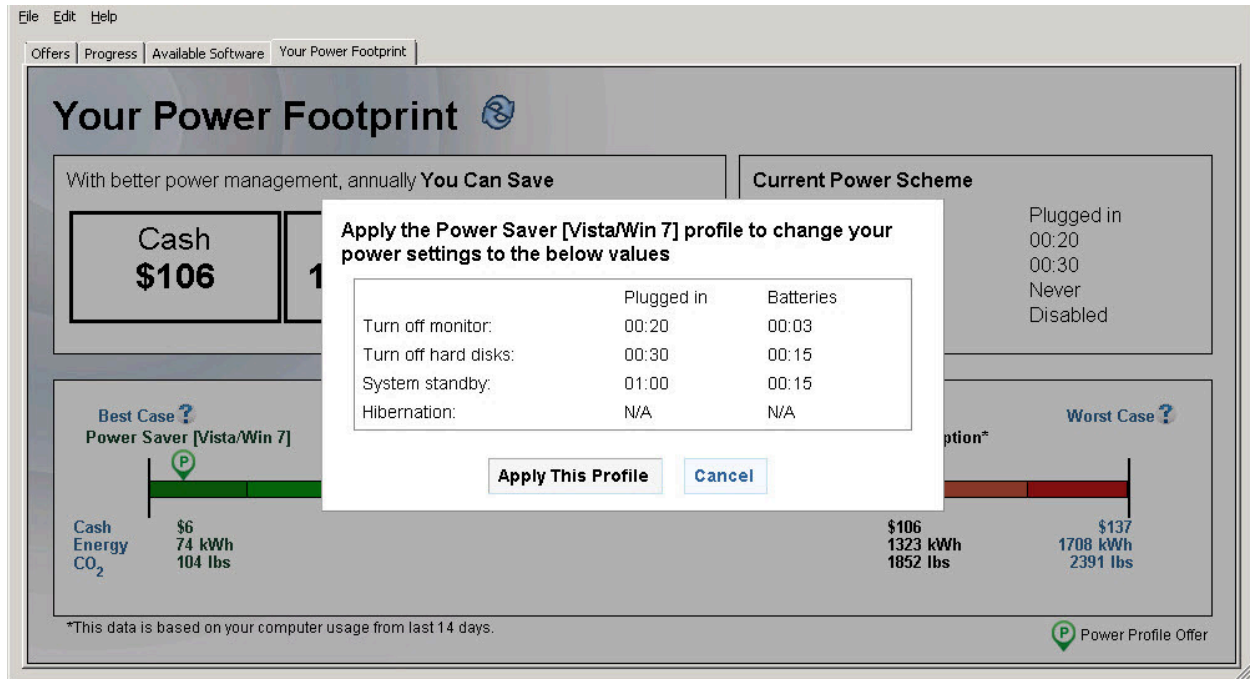 File Edit Help
Offers Progress Available Software Your Power Footprint
Your Power Footprint
With better power management, annually You Can Save
Cash
$106
1
Current Power Scheme
Plugged in
00:20
00:30
Never
Disabled
Apply the Power Saver [Vista/Win 7] profile to change your
power settings to the below values
Plugged in Batteries
Turn off monitor: 00:20 00:03
Turn off hard disks: 00:30 00:15
System standby: 01:00 00:15
Hibernation: N/A N/A
Apply This Profile Cancel
Best Case ?
Power Saver [Vista/Win 7]
P
Worst Case ?
ption*
Cash $6 $106 $137
Energy 74 kWh 1323 kWh 1708 kWh
CO2 104 lbs 1852 lbs 2391 lbs
*This data is based on your computer usage from last 14 days.
P Power Profile Offer